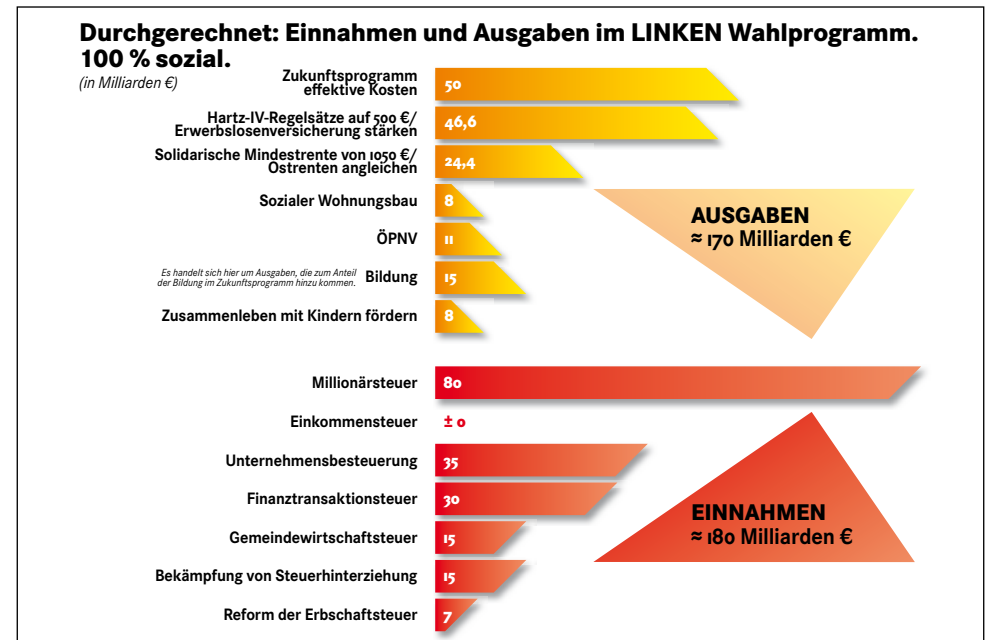 Durchgerechnet: Einnahmen und Ausgaben im LINKEN Wahlprogramm.
100 % sozial.
(in Milliarden €)
Zukunftsprogramm
effektive Kosten
50
Hartz-IV-Regelsätze auf 500 €/
Erwerbslosenversicherung stärken
46,6
Solidarische Mindestrente von 1050 €/
Ostrenten angleichen
24,4
Sozialer Wohnungsbau
8
ÖPNV
11
Es handelt sich hier um Ausgaben, die zum Anteil
der Bildung im Zukunftsprogramm hinzu kommen.
Bildung
15
Zusammenleben mit Kindern fördern
8
AUSGABEN
≈ 170 Milliarden €
Millionärsteuer
80
Einkommensteuer
± 0
Unternehmensbesteuerung
35
Finanztransaktionsteuer
30
Gemeindewirtschaftsteuer
15
Bekämpfung von Steuerhinterziehung
15
Reform der Erbschaftsteuer
7
EINNAHMEN
≈ 180 Milliarden €